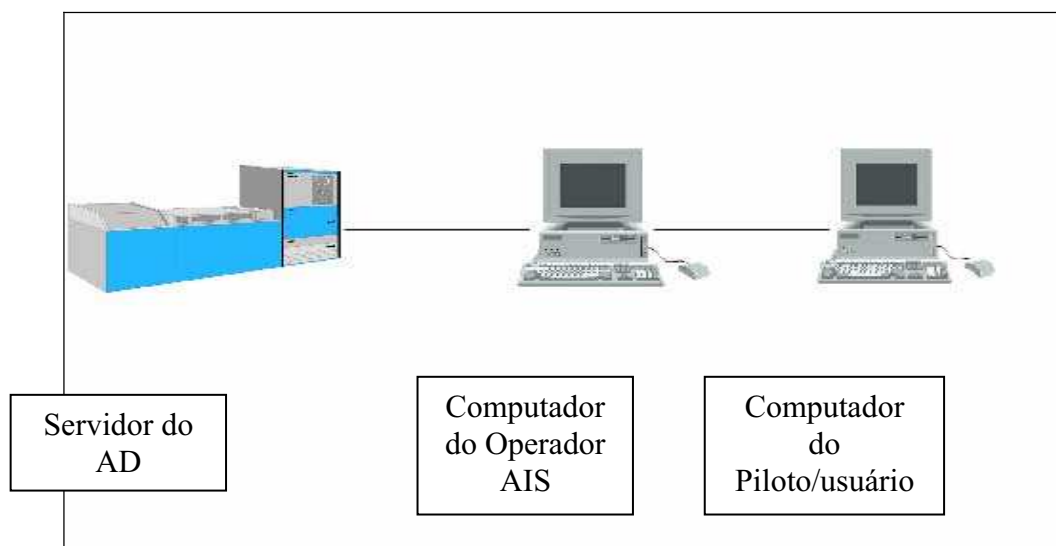 Servidor do
AD
Computador
do Operador
AIS
Computador
do
Piloto/usuário